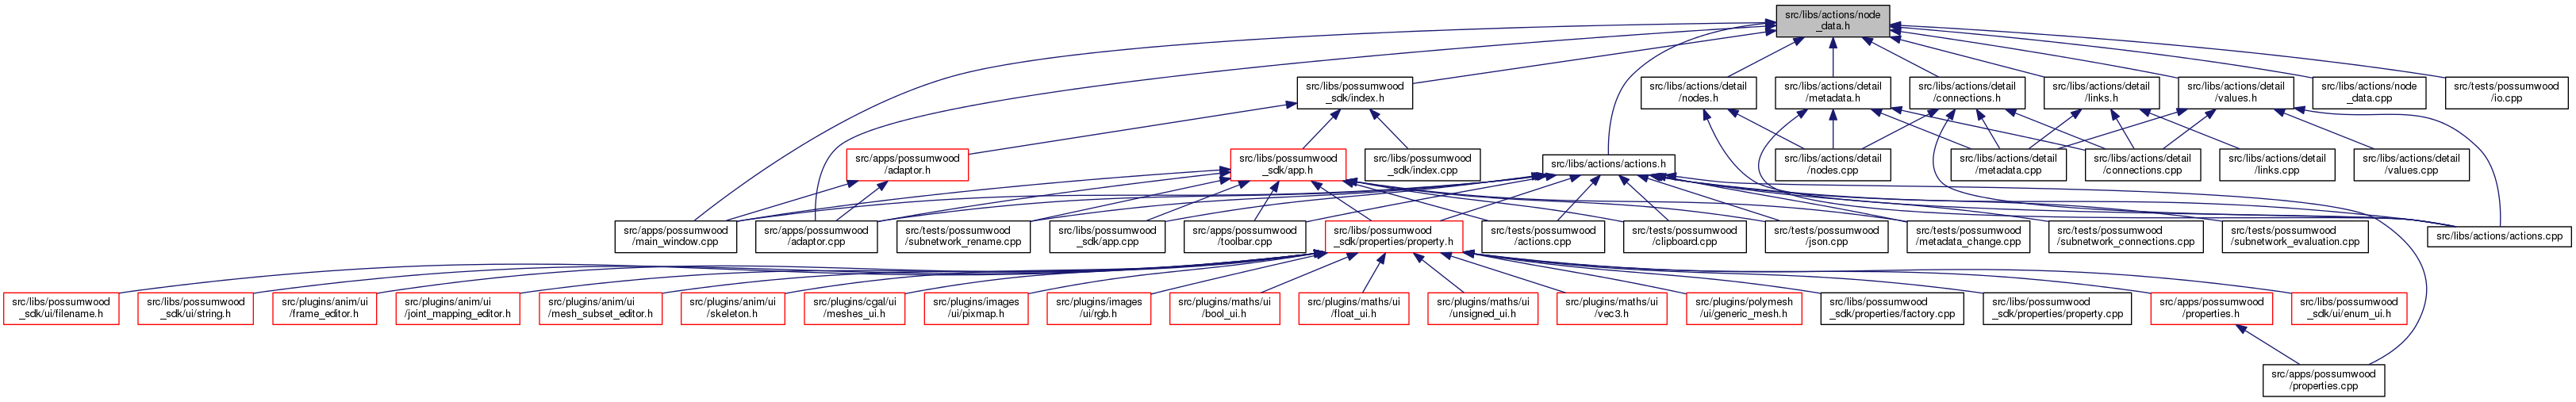 src/libs/actions/node
_data.h
src/libs/possumwood
_sdk/index.h
src/libs/actions/detail
/nodes.h
src/libs/actions/detail
/metadata.h
src/libs/actions/detail
/connections.h
src/libs/actions/detail
/links.h
src/libs/actions/detail
/values.h
src/libs/actions/node
_data.cpp
src/tests/possumwood
/io.cpp
src/apps/possumwood
/adaptor.h
src/libs/possumwood
_sdk/app.h
src/libs/possumwood
_sdk/index.cpp
src/libs/actions/actions.h
src/libs/actions/detail
/nodes.cpp
src/libs/actions/detail
/metadata.cpp
src/libs/actions/detail
/connections.cpp
src/libs/actions/detail
/links.cpp
src/libs/actions/detail
/values.cpp
src/apps/possumwood
/main_window.cpp
src/apps/possumwood
/adaptor.cpp
src/tests/possumwood
/subnetwork_rename.cpp
src/libs/possumwood
_sdk/app.cpp
src/apps/possumwood
/toolbar.cpp
src/libs/possumwood
_sdk/properties/property.h
src/tests/possumwood
/actions.cpp
src/tests/possumwood
/clipboard.cpp
src/tests/possumwood
/json.cpp
src/tests/possumwood
/metadata_change.cpp
src/tests/possumwood
/subnetwork_connections.cpp
src/tests/possumwood
/subnetwork_evaluation.cpp
src/libs/actions/actions.cpp
src/libs/possumwood
_sdk/ui/filename.h
src/libs/possumwood
_sdk/ui/string.h
src/plugins/anim/ui
/frame_editor.h
src/plugins/anim/ui
/joint_mapping_editor.h
src/plugins/anim/ui
/mesh_subset_editor.h
src/plugins/anim/ui
/skeleton.h
src/plugins/cgal/ui
/meshes_ui.h
src/plugins/images
/ui/pixmap.h
src/plugins/images
/ui/rgb.h
src/plugins/maths/ui
/bool_ui.h
src/plugins/maths/ui
/float_ui.h
src/plugins/maths/ui
/unsigned_ui.h
src/plugins/maths/ui
/vec3.h
src/plugins/polymesh
/ui/generic_mesh.h
src/libs/possumwood
_sdk/properties/factory.cpp
src/libs/possumwood
_sdk/properties/property.cpp
src/apps/possumwood
/properties.h
src/libs/possumwood
_sdk/ui/enum_ui.h
src/apps/possumwood
/properties.cpp